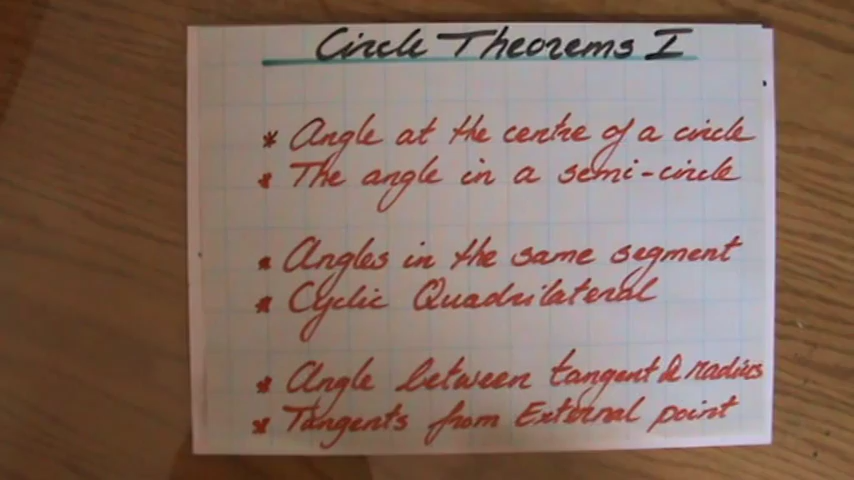 Circle Theorems I
* Angle at the centre of a circle
* The angle in a semi-circle
* Angles in the same segment
* Cyclic Quadrilateral
* Angle between tangent & radius
* Tangents from External point